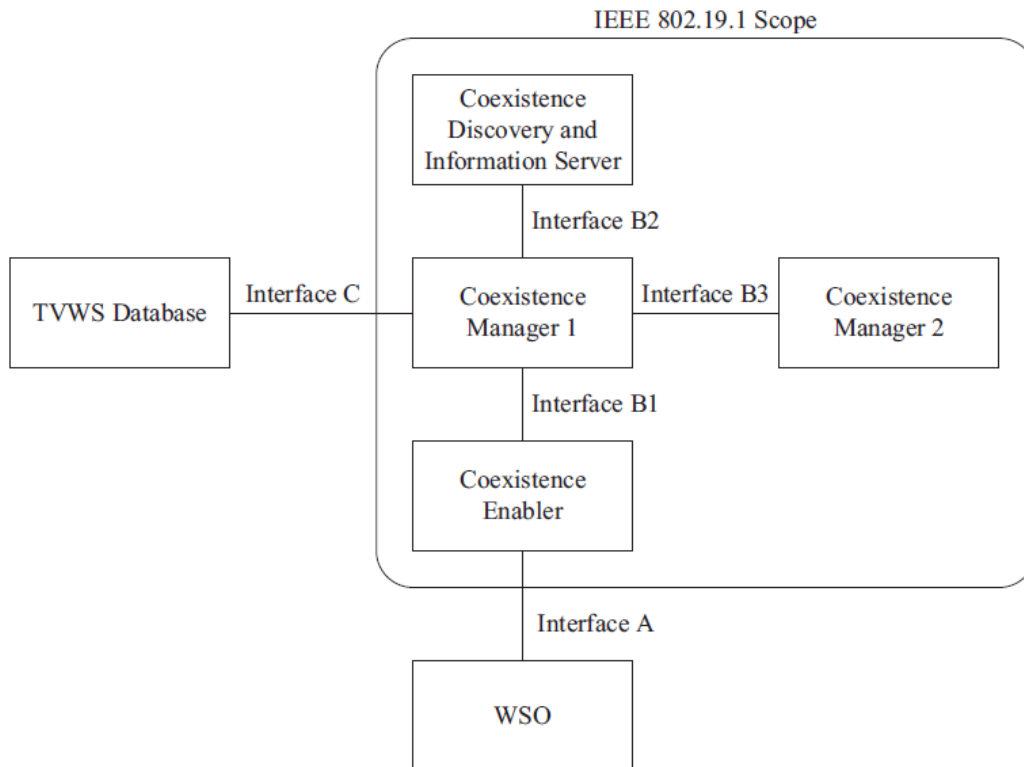 IEEE 802.19.1 Scope
Coexistence
Discovery and
Information Server
Interface B2
TVWS Database
Interface C
Coexistence
Manager 1
Interface B3
Coexistence
Manager 2
Interface B1
Coexistence
Enabler
Interface A
WSO